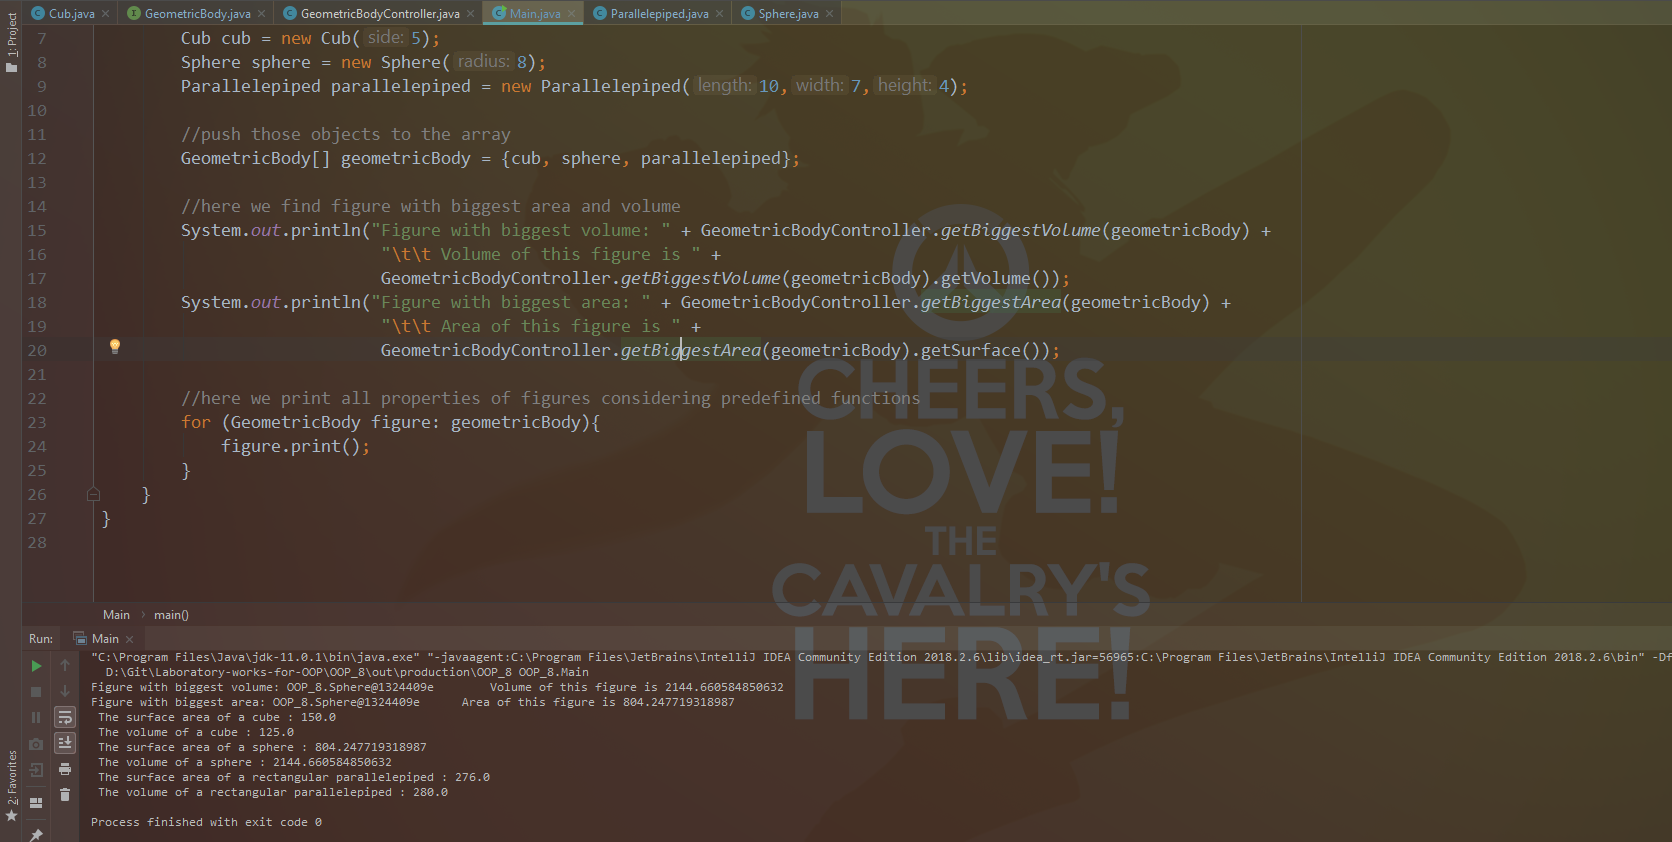 Cub.java GeometricBody.java GeometricBodyController.java Main.java Parallelepiped.java Sphere.java
1: Project
7 Cub cub = new Cub( side: 5);
8 Sphere sphere = new Sphere( radius: 8);
9 Parallelepiped parallelepiped = new Parallelepiped( length: 10, width: 7, height: 4);
10
11 //push those objects to the array
12 GeometricBody[] geometricBody = {cub, sphere, parallelepiped};
13
14 //here we find figure with biggest area and volume
15 System.out.println("Figure with biggest volume: " + GeometricBodyController.getBiggestVolume(geometricBody) +
16 "\t\t Volume of this figure is " +
17 GeometricBodyController.getBiggestVolume(geometricBody).getVolume());
18 System.out.println("Figure with biggest area: " + GeometricBodyController.getBiggestArea(geometricBody) +
19 "\t\t Area of this figure is " +
20 GeometricBodyController.getBiggestArea(geometricBody).getSurface());
21
22 //here we print all properties of figures considering predefined functions
23 for (GeometricBody figure: geometricBody){
24 figure.print();
25 }
26 }
27 }
28
CHEERS,
LOVE!
THE
CAVALRY'S
HERE!
Main main()
Run: Main
"C:\Program Files\Java\jdk-11.0.1\bin\java.exe" "-javaagent:C:\Program Files\JetBrains\IntelliJ IDEA Community Edition 2018.2.6\lib\idea_rt.jar=56965:C:\Program Files\JetBrains\IntelliJ IDEA Community Edition 2018.2.6\bin" -Df
D:\Git\Laboratory-works-for-OOP\OOP_8\out\production\OOP_8 OOP_8.Main
Figure with biggest volume: OOP_8.Sphere@1324409e Volume of this figure is 2144.660584850632
Figure with biggest area: OOP_8.Sphere@1324409e Area of this figure is 804.247719318987
The surface area of a cube : 150.0
The volume of a cube : 125.0
The surface area of a sphere : 804.247719318987
The volume of a sphere : 2144.660584850632
The surface area of a rectangular parallelepiped : 276.0
The volume of a rectangular parallelepiped : 280.0
Process finished with exit code 0
2: Favorites